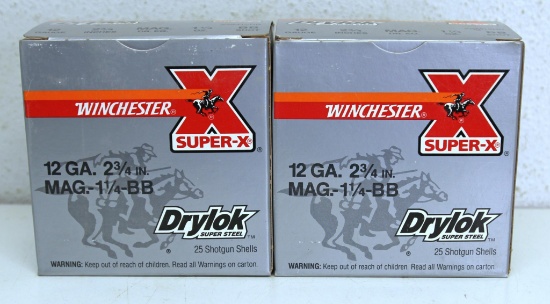 WINCHESTER®
X
SUPER-X®
12 GA. 2¾ IN.
MAG.-1¼-BB
Drylok™
SUPER STEEL
25 Shotgun Shells
WARNING: Keep out of reach of children. Read all Warnings on carton.
WINCHESTER®
X
SUPER-X®
12 GA. 2¾ IN.
MAG.-1¼-BB
Drylok™
SUPER STEEL
25 Shotgun Shells
WARNING: Keep out of reach of children. Read all Warnings on carton.